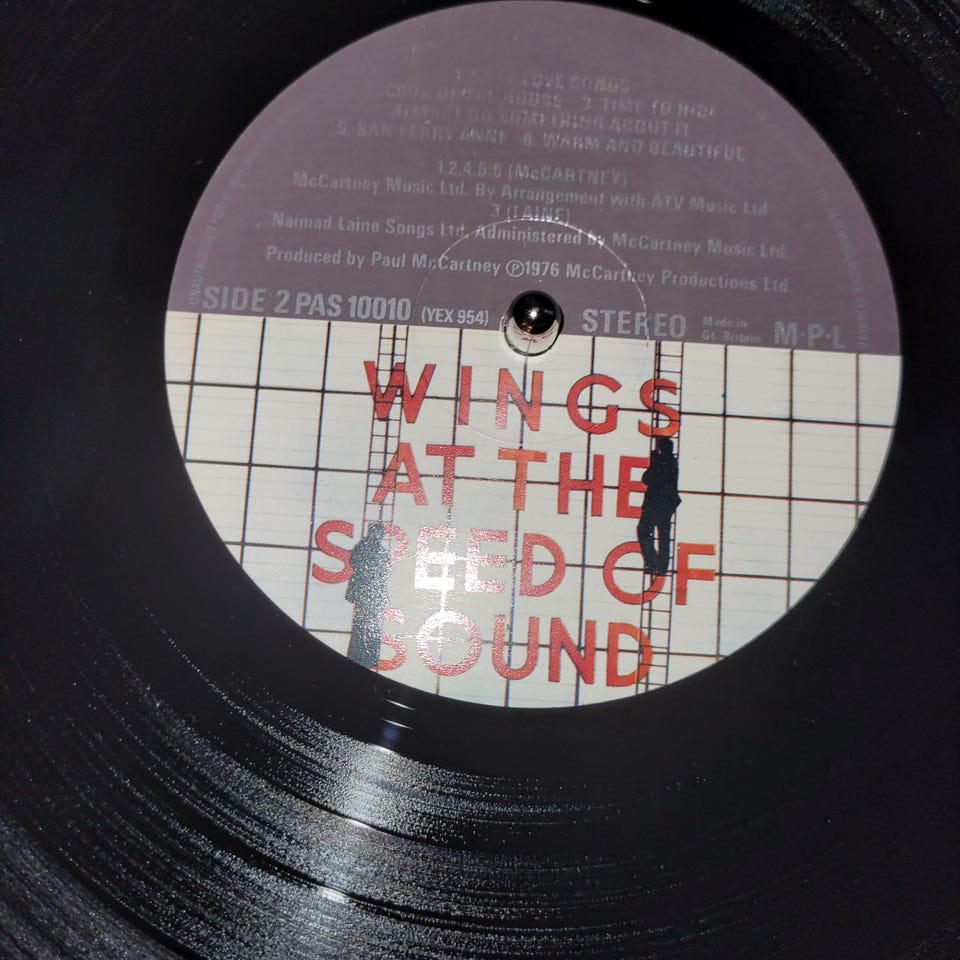 1. SILLY LOVE SONGS
2. COOK OF THE HOUSE 3. TIME TO HIDE
4. MUST DO SOMETHING ABOUT IT
5. SAN FERRY ANNE 6. WARM AND BEAUTIFUL
1.2.4.5.6 (McCARTNEY)
McCartney Music Ltd. By Arrangement with ATV Music Ltd
3 (LAINE)
Naimad Laine Songs Ltd. Administered by McCartney Music Ltd.
Produced by Paul McCartney ℗1976 McCartney Productions Ltd.
SIDE 2 PAS 10010 (YEX 954) STEREO Made in Gt. Britain M·P·L
WINGS
AT THE
SPEED OF
SOUND
UNAUTHORISED